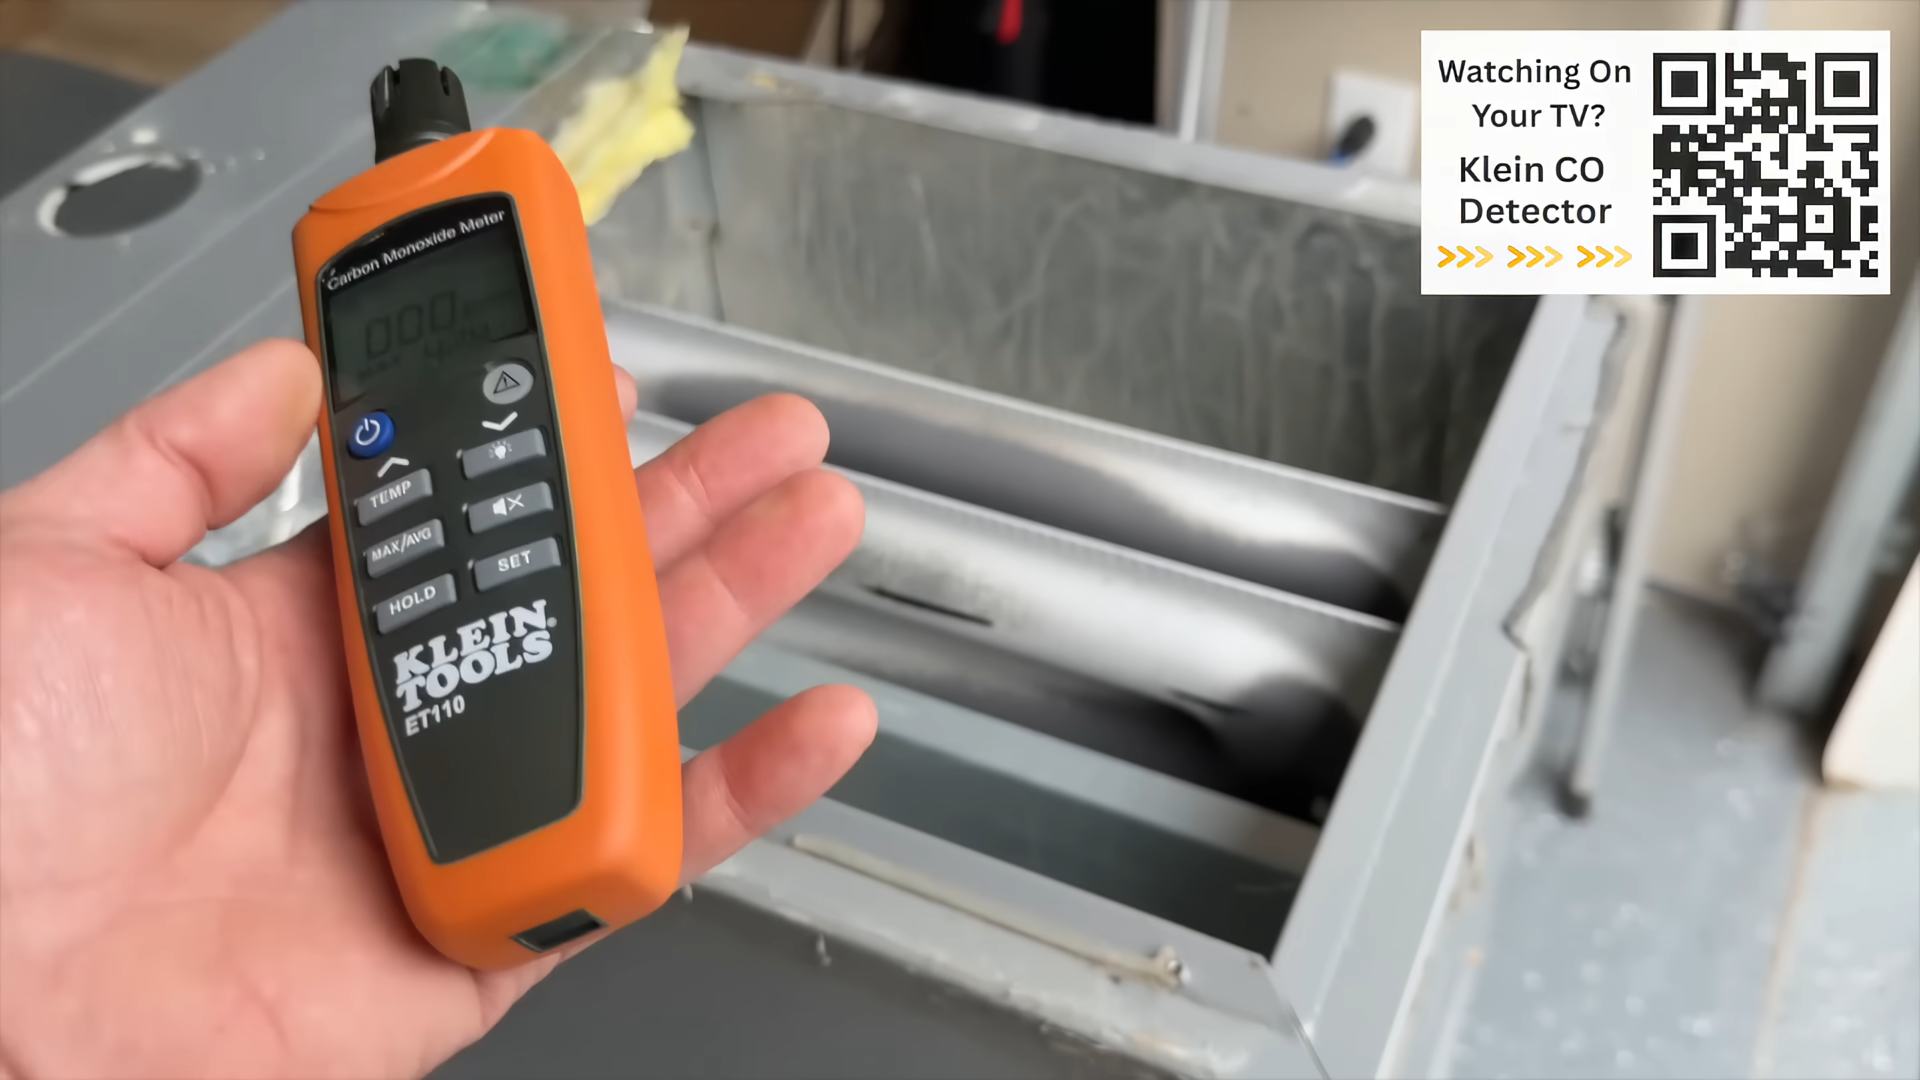 Watching On
Your TV?
Klein CO
Detector
Carbon Monoxide Meter
000
TEMP
MAX/AVG
SET
HOLD
KLEIN
TOOLS
ET110